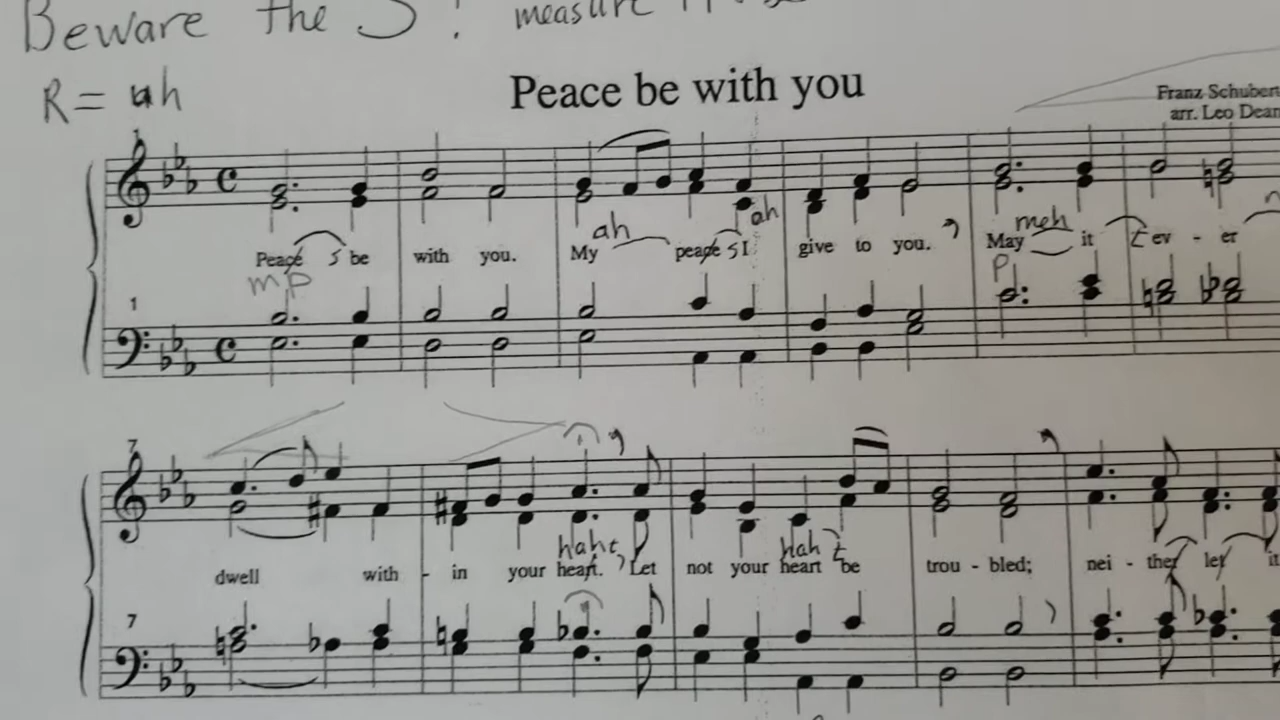 Beware the S! measure
R = ah
Peace be with you
Franz Schubert
arr. Leo Dean
1
ah ah meh
Peace s be with you. My peace s I give to you. May it t ev - er
mp p
1
7
haht hah t
dwell with - in your heart. Let not your heart be trou - bled; nei - ther let it
7